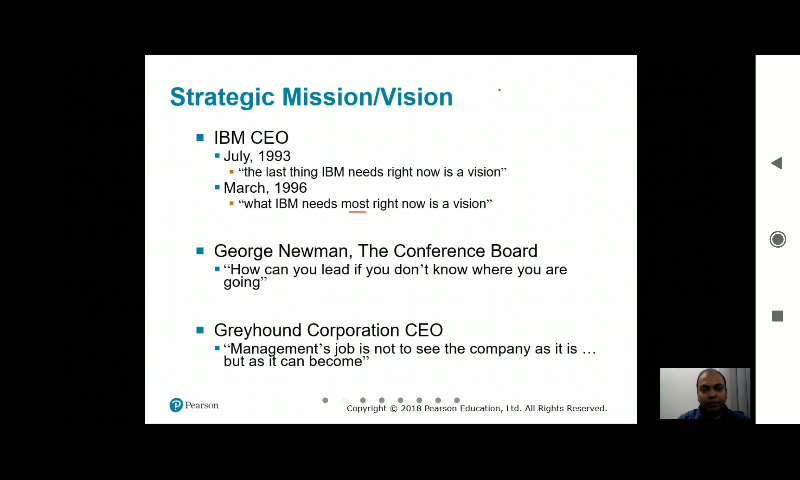 Strategic Mission/Vision
IBM CEO
July, 1993
“the last thing IBM needs right now is a vision”
March, 1996
“what IBM needs most right now is a vision”
George Newman, The Conference Board
“How can you lead if you don’t know where you are
going”
Greyhound Corporation CEO
“Management’s job is not to see the company as it is …
but as it can become”
Pearson
Copyright © 2018 Pearson Education, Ltd. All Rights Reserved.